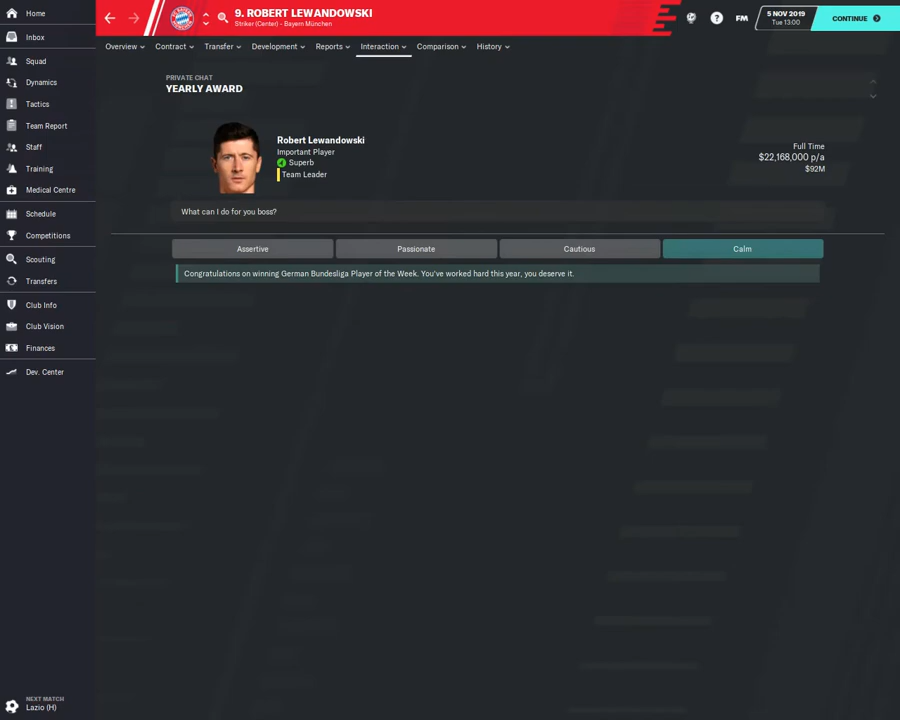 Home
Inbox
Squad
Dynamics
Tactics
Team Report
Staff
Training
Medical Centre
Schedule
Competitions
Scouting
Transfers
Club Info
Club Vision
Finances
Dev. Center
NEXT MATCH
Lazio (H)
9. ROBERT LEWANDOWSKI
Striker (Center) - Bayern München
FM
5 NOV 2019
Tue 13:00
CONTINUE
Overview
Contract
Transfer
Development
Reports
Interaction
Comparison
History
PRIVATE CHAT
YEARLY AWARD
Robert Lewandowski
Important Player
Superb
Team Leader
Full Time
$22,168,000 p/a
$92M
What can I do for you boss?
Assertive
Passionate
Cautious
Calm
Congratulations on winning German Bundesliga Player of the Week. You've worked hard this year, you deserve it.